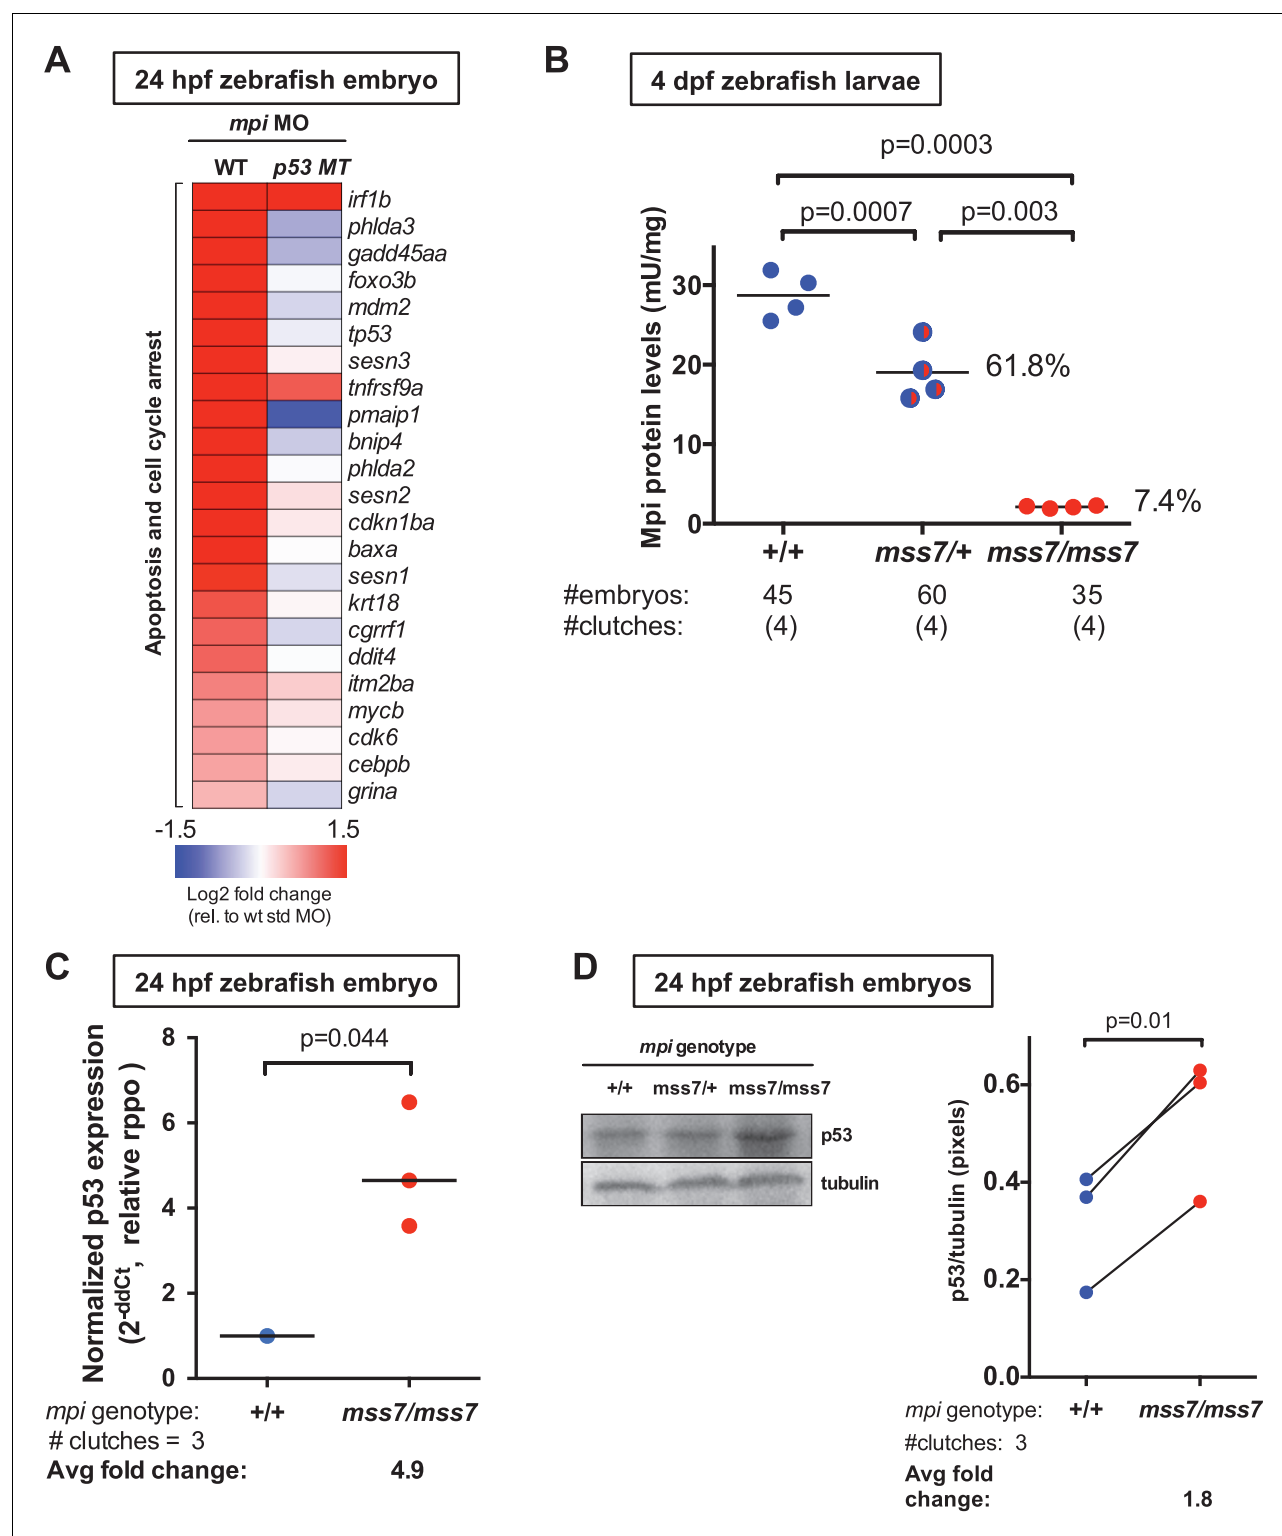 A
24 hpf zebrafish embryo
mpi MO
WT
p53 MT
Apoptosis and cell cycle arrest
irf1b
phlda3
gadd45aa
foxo3b
mdm2
tp53
sesn3
tnfrsf9a
pmaip1
bnip4
phlda2
sesn2
cdkn1ba
baxa
sesn1
krt18
cgrrf1
ddit4
itm2ba
mycb
cdk6
cebpb
grina
-1.5
1.5
Log2 fold change
(rel. to wt std MO)
B
4 dpf zebrafish larvae
p=0.0003
p=0.0007
p=0.003
Mpi protein levels (mU/mg)
30
20
10
0
61.8%
7.4%
+/+
mss7/+
mss7/mss7
#embryos: 45 60 35
#clutches: (4) (4) (4)
C
24 hpf zebrafish embryo
p=0.044
Normalized p53 expression
(2-ddCt, relative rppo )
8
6
4
2
0
mpi genotype: +/+ mss7/mss7
# clutches = 3
Avg fold change: 4.9
D
24 hpf zebrafish embryos
mpi genotype
+/+ mss7/+ mss7/mss7
p53
tubulin
p=0.01
p53/tubulin (pixels)
0.6
0.4
0.2
0.0
mpi genotype: +/+ mss7/mss7
#clutches: 3
Avg fold
change: 1.8